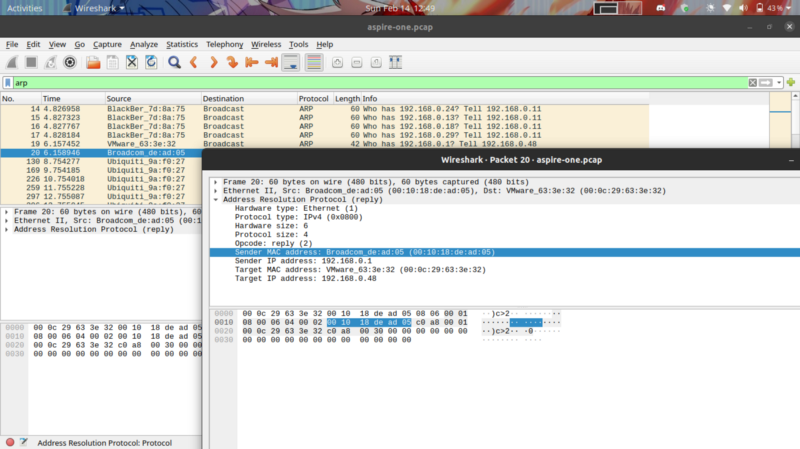 Activities Wireshark Sun Feb 14 12:49 43 %
aspire-one.pcap
File Edit View Go Capture Analyze Statistics Telephony Wireless Tools Help
arp
No. Time Source Destination Protocol Length Info
14 4.826958 BlackBer_7d:8a:75 Broadcast ARP 60 Who has 192.168.0.24? Tell 192.168.0.11
15 4.827323 BlackBer_7d:8a:75 Broadcast ARP 60 Who has 192.168.0.13? Tell 192.168.0.11
16 4.827767 BlackBer_7d:8a:75 Broadcast ARP 60 Who has 192.168.0.18? Tell 192.168.0.11
17 4.828184 BlackBer_7d:8a:75 Broadcast ARP 60 Who has 192.168.0.29? Tell 192.168.0.11
19 6.157452 VMware_63:3e:32 Broadcast ARP 42 Who has 192.168.0.1? Tell 192.168.0.48
20 6.158946 Broadcom_de:ad:05
130 8.754277 Ubiquiti_9a:f0:27
169 9.754185 Ubiquiti_9a:f0:27
226 10.754018 Ubiquiti_9a:f0:27
259 11.755228 Ubiquiti_9a:f0:27
297 12.755087 Ubiquiti_9a:f0:27
Frame 20: 60 bytes on wire (480 bits), 6
Ethernet II, Src: Broadcom_de:ad:05 (00:1
Address Resolution Protocol (reply)
0000 00 0c 29 63 3e 32 00 10 18 de ad 05
0010 08 00 06 04 00 02 00 10 18 de ad 05
0020 00 0c 29 63 3e 32 c0 a8 00 30 00 00
0030 00 00 00 00 00 00 00 00 00 00 00 00
Address Resolution Protocol: Protocol
Wireshark · Packet 20 · aspire-one.pcap
Frame 20: 60 bytes on wire (480 bits), 60 bytes captured (480 bits)
Ethernet II, Src: Broadcom_de:ad:05 (00:10:18:de:ad:05), Dst: VMware_63:3e:32 (00:0c:29:63:3e:32)
Address Resolution Protocol (reply)
Hardware type: Ethernet (1)
Protocol type: IPv4 (0x0800)
Hardware size: 6
Protocol size: 4
Opcode: reply (2)
Sender MAC address: Broadcom_de:ad:05 (00:10:18:de:ad:05)
Sender IP address: 192.168.0.1
Target MAC address: VMware_63:3e:32 (00:0c:29:63:3e:32)
Target IP address: 192.168.0.48
0000 00 0c 29 63 3e 32 00 10 18 de ad 05 08 06 00 01 ··)c>2·· ········
0010 08 00 06 04 00 02 00 10 18 de ad 05 c0 a8 00 01 ········ ········
0020 00 0c 29 63 3e 32 c0 a8 00 30 00 00 00 00 00 00 ··)c>2·· ·0······
0030 00 00 00 00 00 00 00 00 00 00 00 00 ········ ····